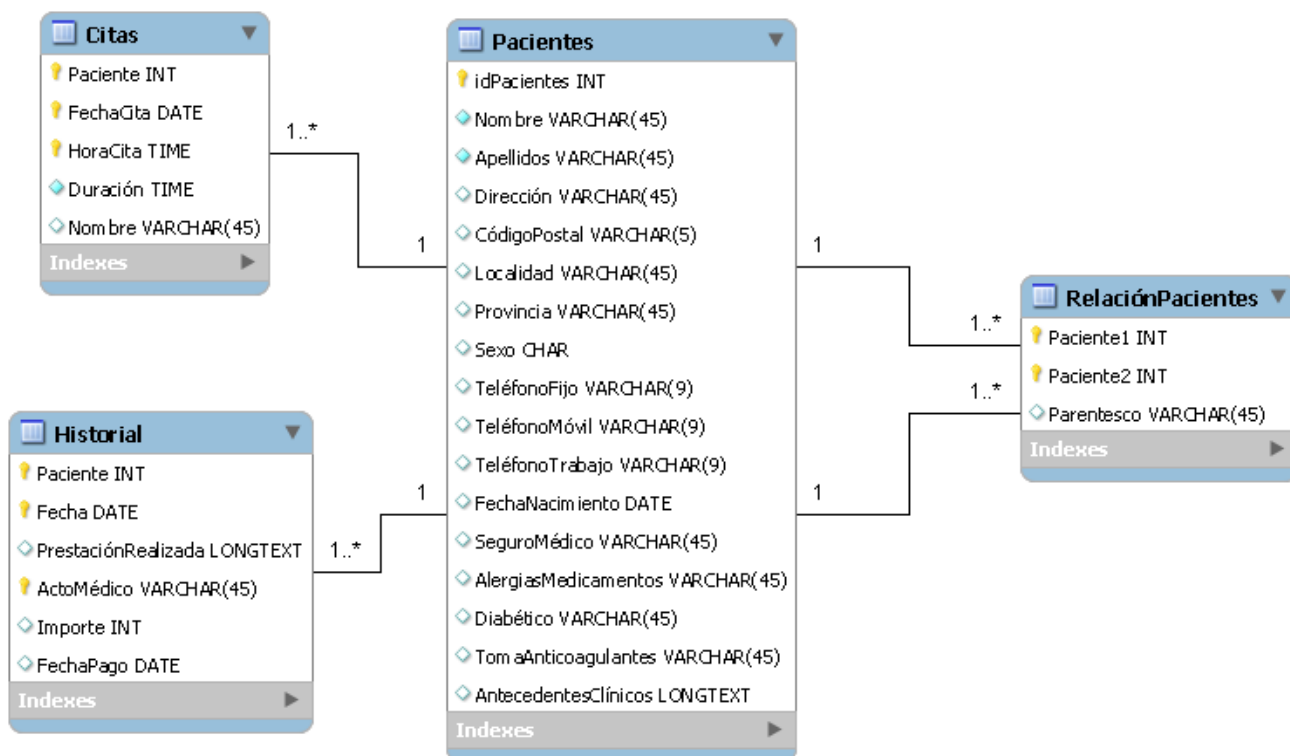 Citas
Paciente INT
FechaCita DATE
HoraCita TIME
Duración TIME
Nombre VARCHAR(45)
Indexes
1..*
1
Pacientes
idPacientes INT
Nombre VARCHAR(45)
Apellidos VARCHAR(45)
Dirección VARCHAR(45)
CódigoPostal VARCHAR(5)
Localidad VARCHAR(45)
Provincia VARCHAR(45)
Sexo CHAR
TeléfonoFijo VARCHAR(9)
TeléfonoMóvil VARCHAR(9)
TeléfonoTrabajo VARCHAR(9)
FechaNacimiento DATE
SeguroMédico VARCHAR(45)
AlergiasMedicamentos VARCHAR(45)
Diabético VARCHAR(45)
TomaAnticoagulantes VARCHAR(45)
AntecedentesClínicos LONGTEXT
Indexes
1
1..*
RelaciónPacientes
Paciente1 INT
Paciente2 INT
Parentesco VARCHAR(45)
Indexes
1..*
1
Historial
Paciente INT
Fecha DATE
PrestaciónRealizada LONGTEXT
ActoMédico VARCHAR(45)
Importe INT
FechaPago DATE
Indexes
1..*
1